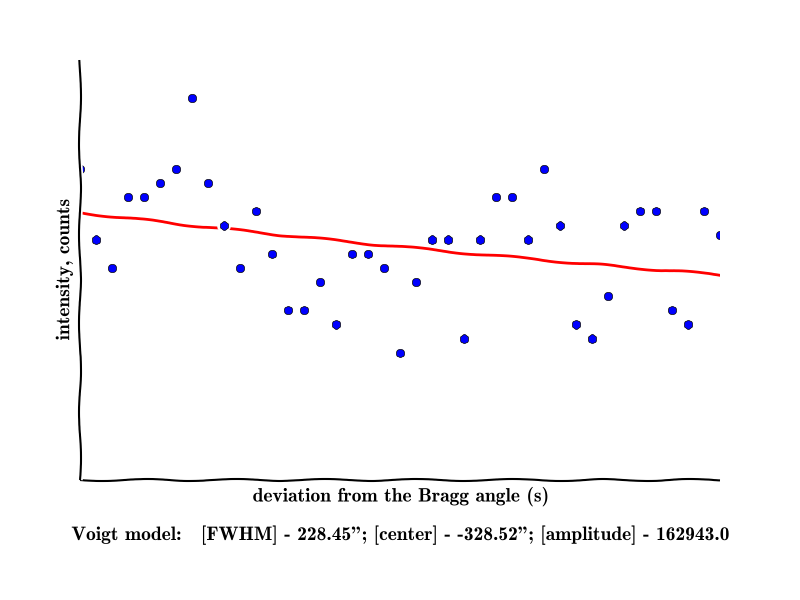 intensity, counts
deviation from the Bragg angle (s)
Voigt model: [FWHM] - 228.45”; [center] - -328.52”; [amplitude] - 162943.0